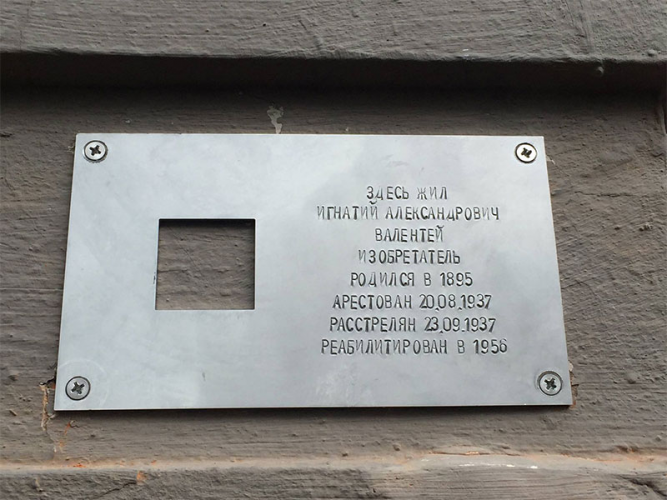 ЗДЕСЬ ЖИЛ
ИГНАТИЙ АЛЕКСАНДРОВИЧ
ВАЛЕНТЕЙ
ИЗОБРЕТАТЕЛЬ
РОДИЛСЯ В 1895
АРЕСТОВАН 20.08.1937
РАССТРЕЛЯН 23.09.1937
РЕАБИЛИТИРОВАН В 1956